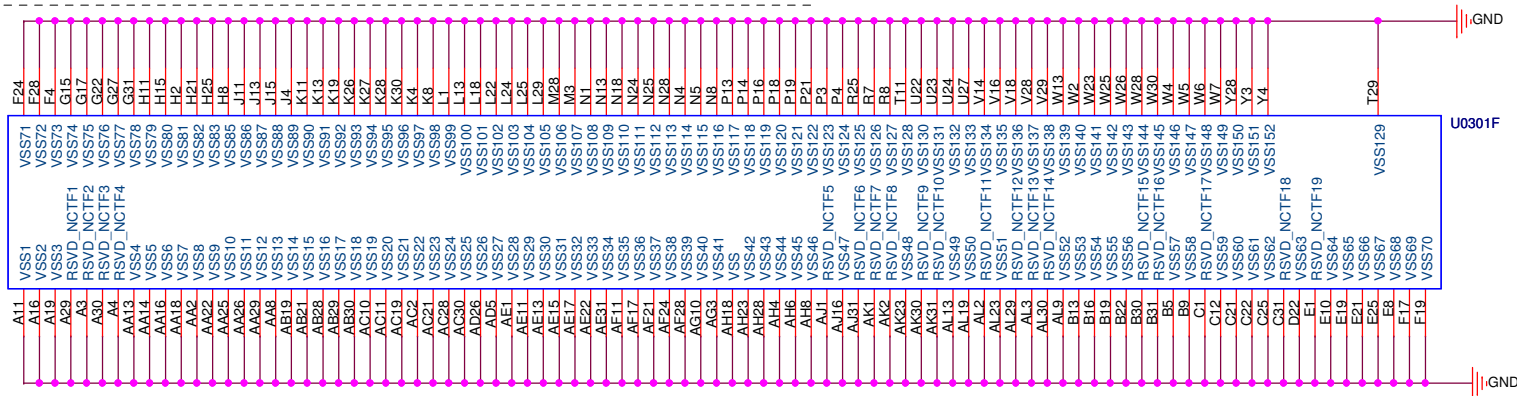 GND
F24 F28 F4 G15 G17 G22 G27 G31 H11 H15 H2 H21 H25 H8 J11 J13 J15 J4 K11 K13 K19 K26 K27 K28 K30 K4 K8 L1 L13 L18 L22 L24 L25 L29 M28 M3 N1 N13 N18 N24 N25 N28 N4 N5 N8 P13 P14 P16 P18 P19 P21 P3 P4 R25 R7 R8 T11 U22 U23 U24 U27 V14 V16 V18 V28 V29 W13 W2 W23 W25 W26 W28 W30 W4 W5 W6 W7 Y28 Y3 Y4 T29
U0301F
VSS71 VSS72 VSS73 VSS74 VSS75 VSS76 VSS77 VSS78 VSS79 VSS80 VSS81 VSS82 VSS83 VSS85 VSS86 VSS87 VSS88 VSS89 VSS90 VSS91 VSS92 VSS93 VSS94 VSS95 VSS96 VSS97 VSS98 VSS99 VSS100 VSS101 VSS102 VSS103 VSS104 VSS105 VSS106 VSS107 VSS108 VSS109 VSS110 VSS111 VSS112 VSS113 VSS114 VSS115 VSS116 VSS117 VSS118 VSS119 VSS120 VSS121 VSS122 VSS123 VSS124 VSS125 VSS126 VSS127 VSS128 VSS130 VSS131 VSS132 VSS133 VSS134 VSS135 VSS136 VSS137 VSS138 VSS139 VSS140 VSS141 VSS142 VSS143 VSS144 VSS145 VSS146 VSS147 VSS148 VSS149 VSS150 VSS151 VSS152 VSS129
VSS1 VSS2 VSS3 RSVD_NCTF1 RSVD_NCTF2 RSVD_NCTF3 RSVD_NCTF4 VSS4 VSS5 VSS6 VSS7 VSS8 VSS9 VSS10 VSS11 VSS12 VSS13 VSS14 VSS15 VSS16 VSS17 VSS18 VSS19 VSS20 VSS21 VSS22 VSS23 VSS24 VSS25 VSS26 VSS27 VSS28 VSS29 VSS30 VSS31 VSS32 VSS33 VSS34 VSS35 VSS36 VSS37 VSS38 VSS39 VSS40 VSS41 VSS VSS42 VSS43 VSS44 VSS45 VSS46 RSVD_NCTF5 VSS47 RSVD_NCTF6 RSVD_NCTF7 RSVD_NCTF8 VSS48 RSVD_NCTF9 RSVD_NCTF10 VSS49 VSS50 RSVD_NCTF11 VSS51 RSVD_NCTF12 RSVD_NCTF13 RSVD_NCTF14 VSS52 VSS53 VSS54 VSS55 VSS56 RSVD_NCTF15 RSVD_NCTF16 VSS57 VSS58 RSVD_NCTF17 VSS59 VSS60 VSS61 VSS62 RSVD_NCTF18 VSS63 RSVD_NCTF19 VSS64 VSS65 VSS66 VSS67 VSS68 VSS69 VSS70
A11 A16 A19 A29 A3 A30 A4 AA13 AA14 AA16 AA18 AA2 AA22 AA25 AA26 AA29 AA8 AB19 AB21 AB28 AB29 AB30 AC10 AC11 AC19 AC2 AC21 AC28 AC30 AD26 AD5 AE1 AE11 AE13 AE15 AE17 AE22 AE31 AF11 AF17 AF21 AF24 AF28 AG10 AG3 AH18 AH23 AH28 AH4 AH6 AH8 AJ1 AJ16 AJ31 AK1 AK2 AK23 AK30 AK31 AL13 AL19 AL2 AL23 AL29 AL3 AL30 AL9 B13 B16 B19 B22 B30 B31 B5 B9 C1 C12 C21 C22 C25 C31 D22 E1 E10 E19 E21 E25 E8 F17 F19
GND